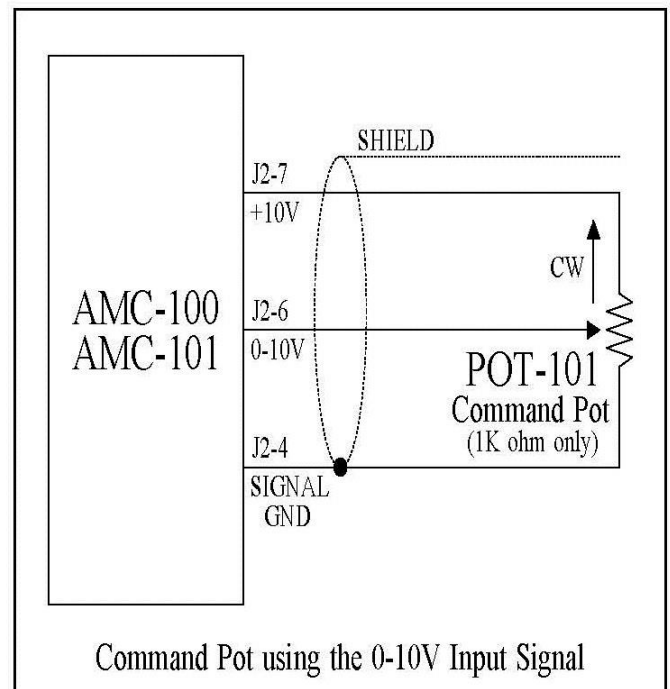 SHIELD
J2-7
+10V
CW
AMC-100
AMC-101
J2-6
0-10V
POT-101
Command Pot
(1K ohm only)
J2-4
SIGNAL
GND
Command Pot using the 0-10V Input Signal